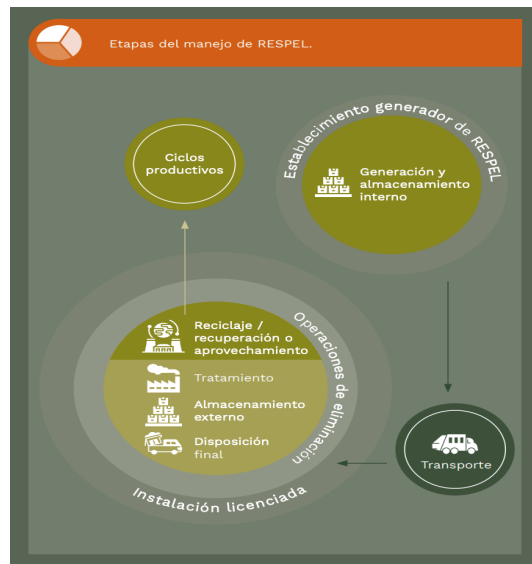 Etapas del manejo de RESPEL.
Establecimiento generador de RESPEL
Ciclos
productivos
Generación y
almacenamiento
interno
Operaciones de eliminación
Reciclaje /
recuperación o
aprovechamiento
Tratamiento
Almacenamiento
externo
Disposición
final
Instalación licenciada
Transporte